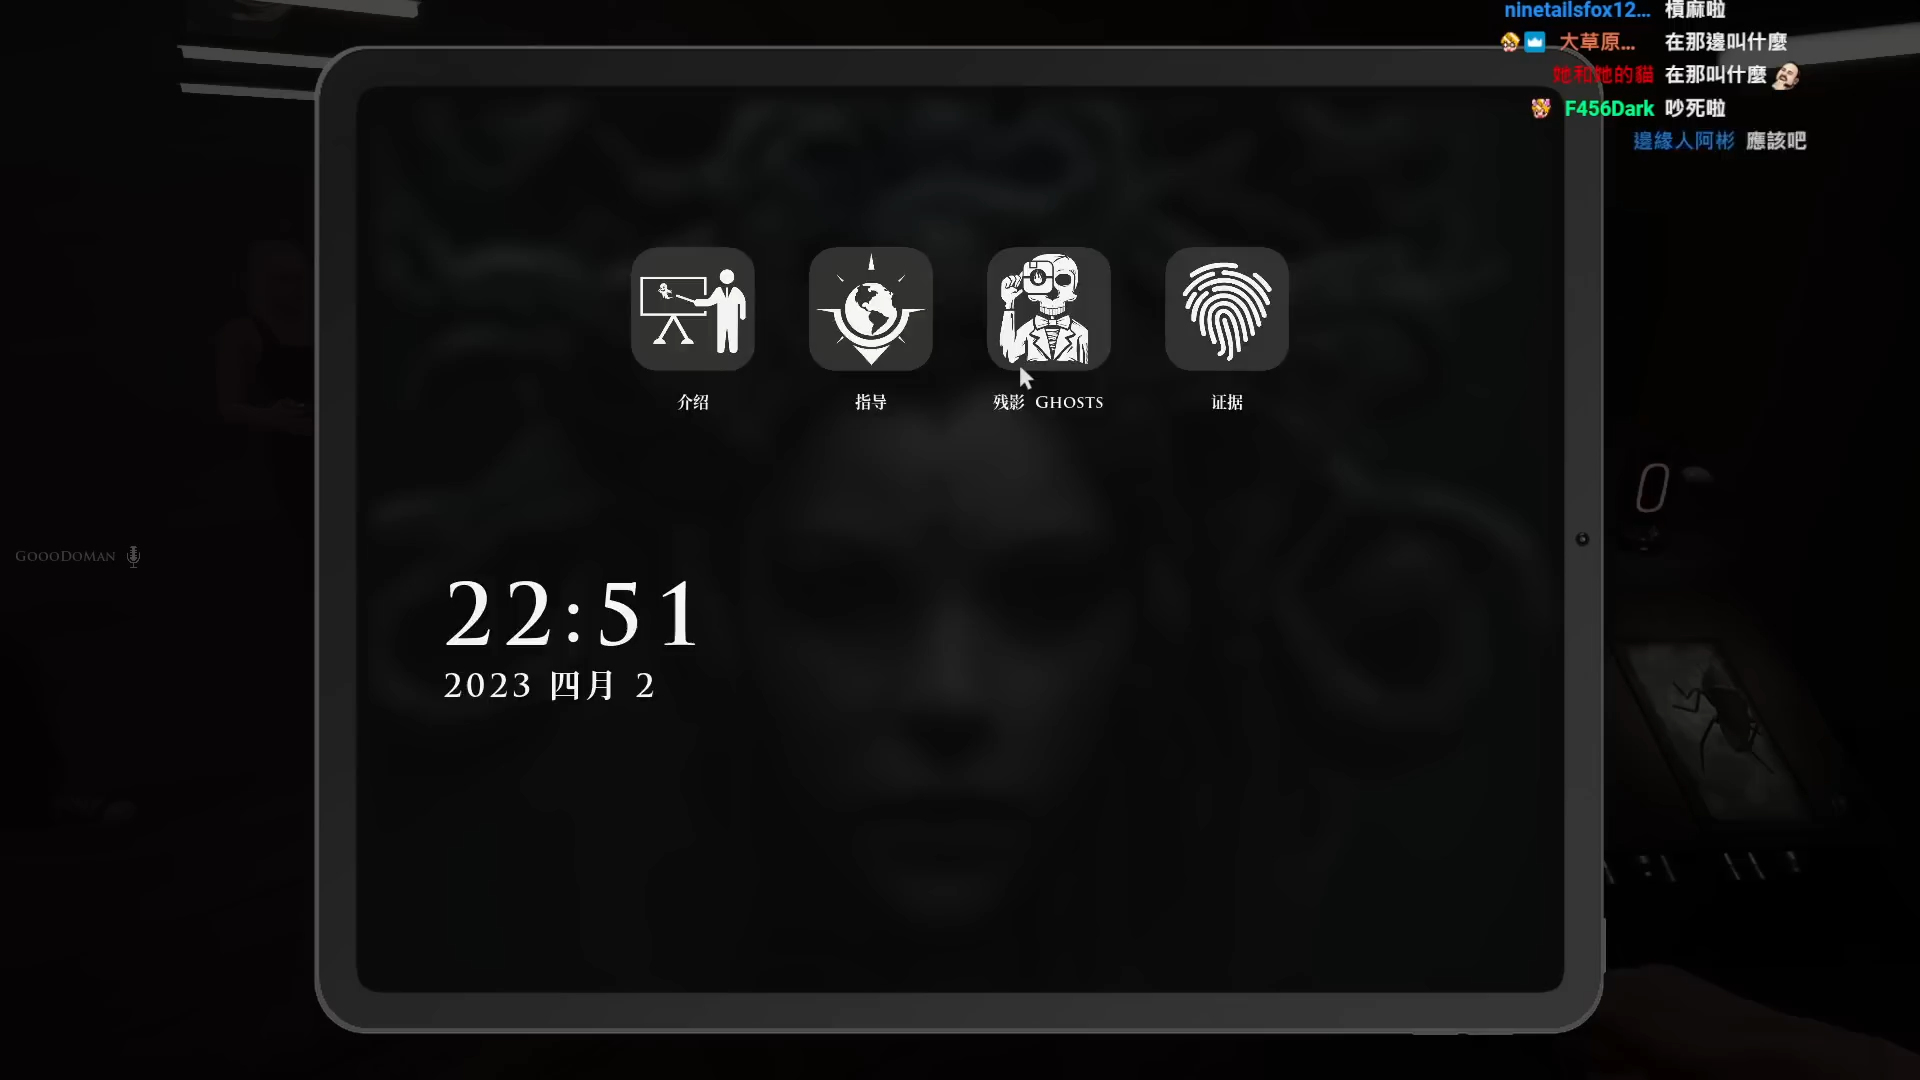 ninetailsfox12... 槓麻啦
大草原... 在那邊叫什麼
她和她的貓 在那叫什麼
F456Dark 吵死啦
邊緣人阿彬 應該吧
介绍
指导
残影 GHOSTS
证据
0
GOOODOMAN
22:51
2023 四月 2